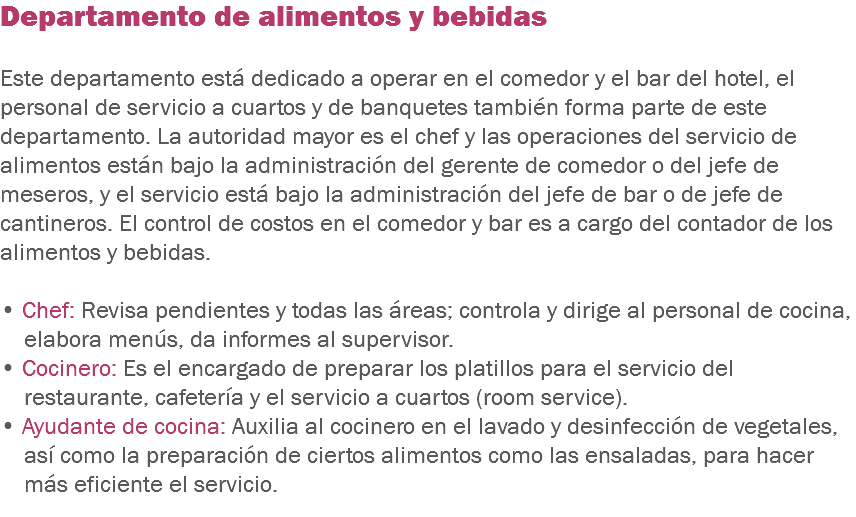 Departamento de alimentos y bebidas
Este departamento está dedicado a operar en el comedor y el bar del hotel, el
personal de servicio a cuartos y de banquetes también forma parte de este
departamento. La autoridad mayor es el chef y las operaciones del servicio de
alimentos están bajo la administración del gerente de comedor o del jefe de
meseros, y el servicio está bajo la administración del jefe de bar o de jefe de
cantineros. El control de costos en el comedor y bar es a cargo del contador de los
alimentos y bebidas.
• Chef: Revisa pendientes y todas las áreas; controla y dirige al personal de cocina,
elabora menús, da informes al supervisor.
• Cocinero: Es el encargado de preparar los platillos para el servicio del
restaurante, cafetería y el servicio a cuartos (room service).
• Ayudante de cocina: Auxilia al cocinero en el lavado y desinfección de vegetales,
así como la preparación de ciertos alimentos como las ensaladas, para hacer
más eficiente el servicio.